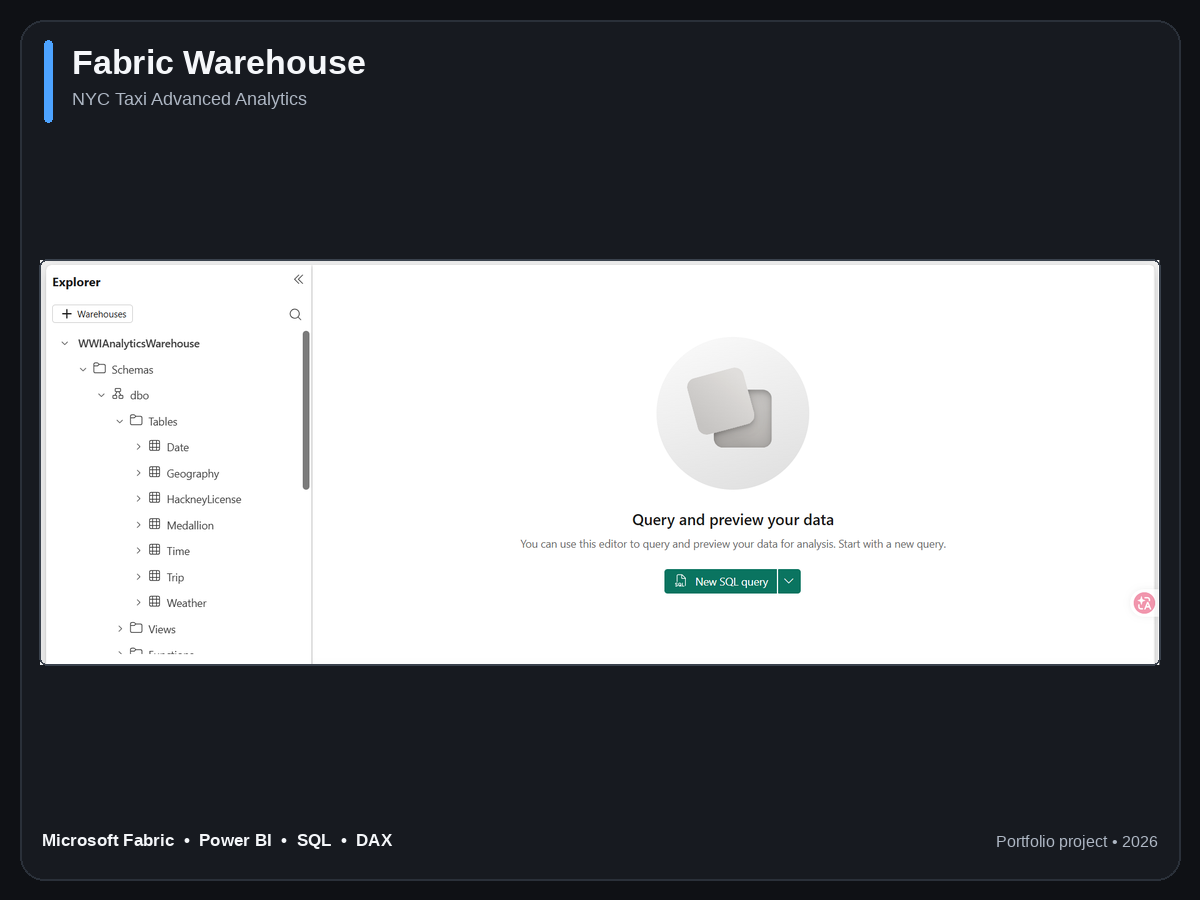 Fabric Warehouse
NYC Taxi Advanced Analytics
Explorer
Warehouses
WWIAnalyticsWarehouse
Schemas
dbo
Tables
Date
Geography
HackneyLicense
Medallion
Time
Trip
Weather
Views
Query and preview your data
You can use this editor to query and preview your data for analysis. Start with a new query.
New SQL query
Microsoft Fabric • Power BI • SQL • DAX
Portfolio project • 2026